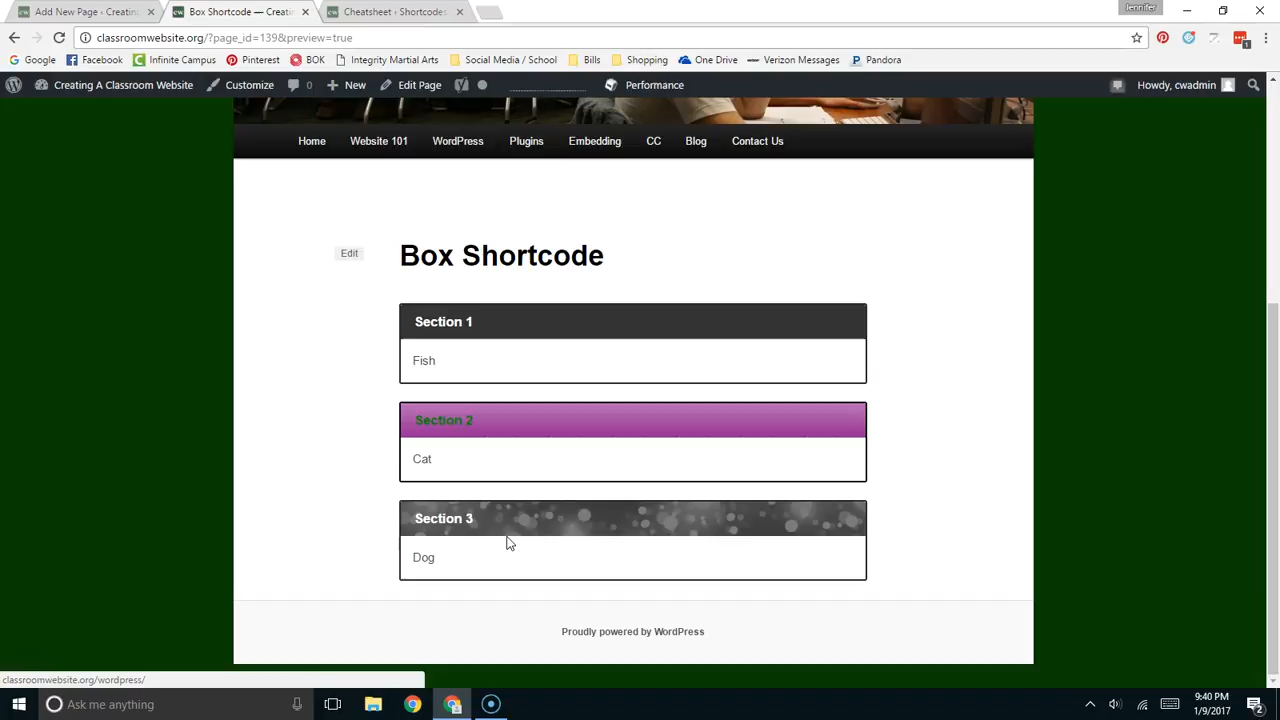 Add New Page ‹ Creating
Box Shortcode — Creatin
Cheatsheet ‹ Shortcodes
Jennifer
classroomwebsite.org/?page_id=139&preview=true
1
Google
Facebook
Infinite Campus
Pinterest
BOK
Integrity Martial Arts
Social Media / School
Bills
Shopping
One Drive
Verizon Messages
Pandora
Creating A Classroom Website
Customize
0
New
Edit Page
Performance
Howdy, cwadmin
Home
Website 101
WordPress
Plugins
Embedding
CC
Blog
Contact Us
Edit
Box Shortcode
Section 1
Fish
Section 2
Cat
Section 3
Dog
Proudly powered by WordPress
classroomwebsite.org/wordpress/
Ask me anything
9:40 PM
1/9/2017
2